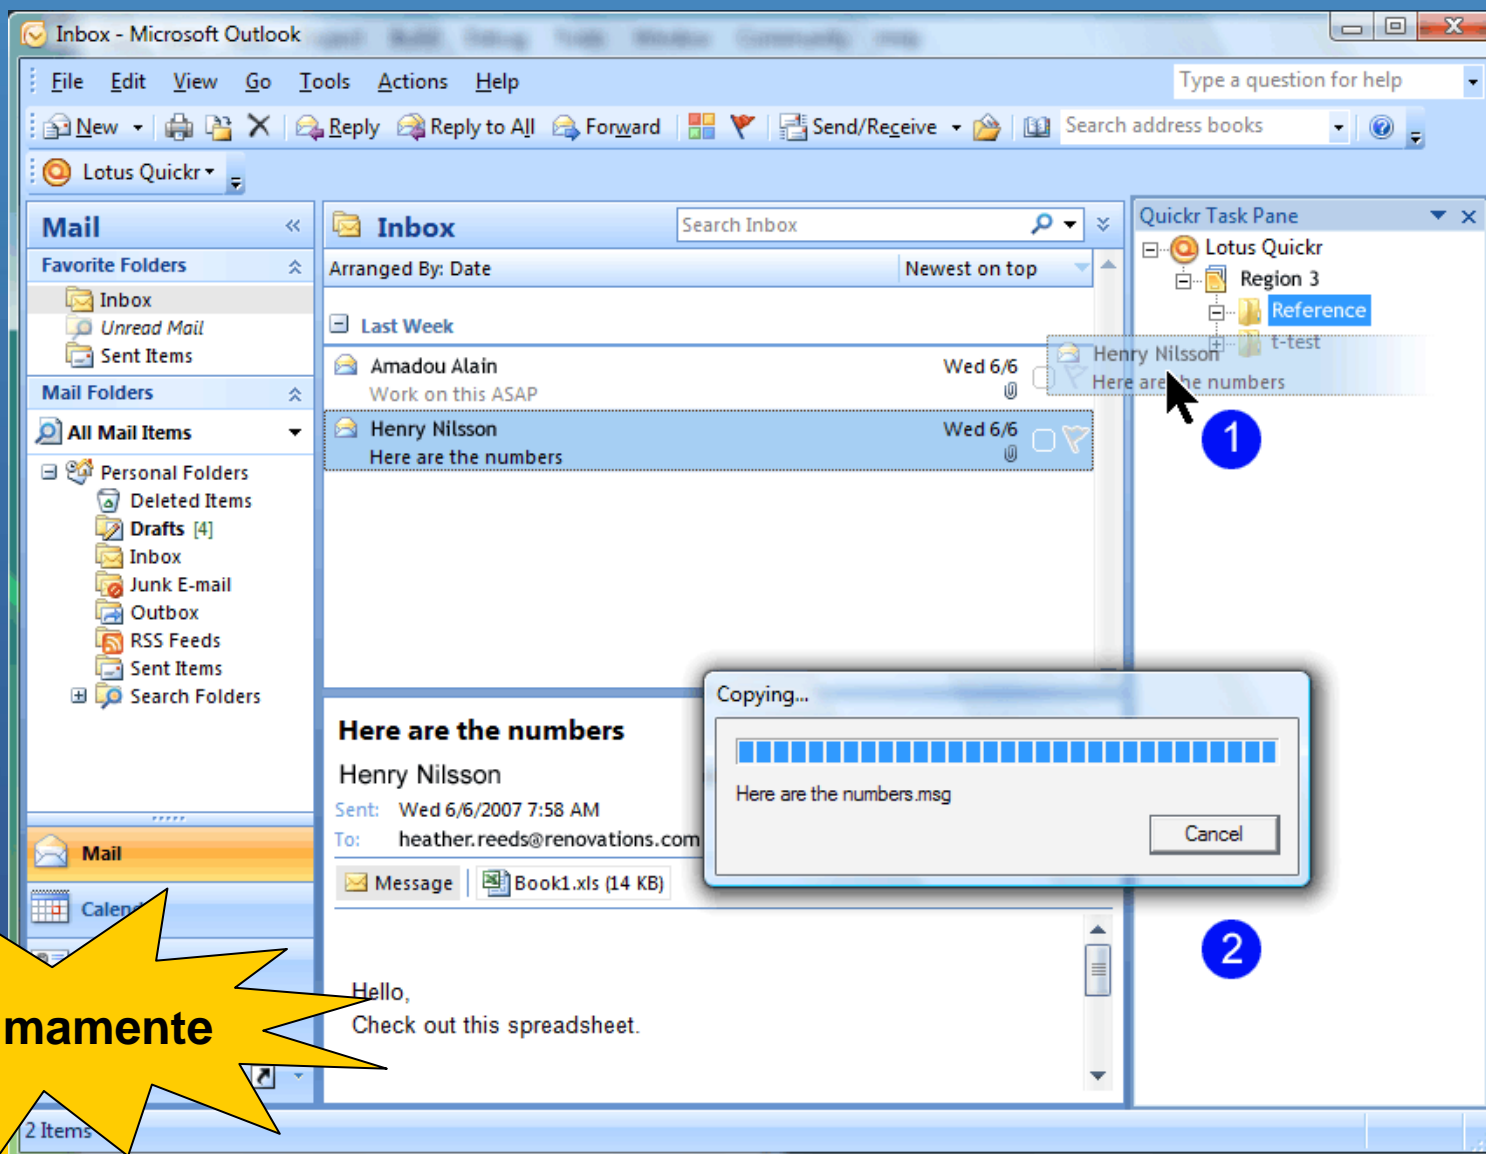 Inbox - Microsoft Outlook
File Edit View Go Tools Actions Help
Type a question for help
New Reply Reply to All Forward Send/Receive Search address books
Lotus Quickr
Mail
Favorite Folders
Inbox
Unread Mail
Sent Items
Mail Folders
All Mail Items
Personal Folders
Deleted Items
Drafts [4]
Inbox
Junk E-mail
Outbox
RSS Feeds
Sent Items
Search Folders
Mail
Inbox
Search Inbox
Arranged By: Date Newest on top
Last Week
Amadou Alain Wed 6/6
Work on this ASAP
Henry Nilsson Wed 6/6
Here are the numbers
Quickr Task Pane
Lotus Quickr
Region 3
Reference
t-test
Henry Nilsson
Here are the numbers
1
Copying...
Here are the numbers.msg
Cancel
Here are the numbers
Henry Nilsson
Sent: Wed 6/6/2007 7:58 AM
To: heather.reeds@renovations.com
Message Book1.xls (14 KB)
Hello,
Check out this spreadsheet.
2
mamente
2 Items